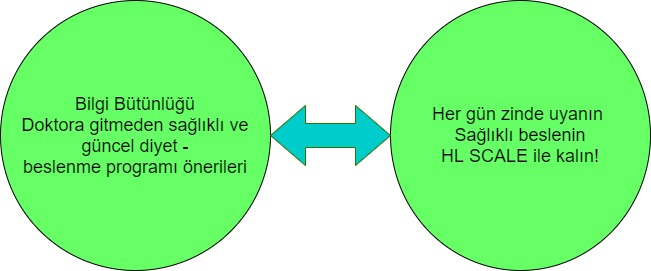 Bilgi Bütünlüğü
Doktora gitmeden sağlıklı ve
güncel diyet -
beslenme programı önerileri
Her gün zinde uyanın
Sağlıklı beslenin
HL SCALE ile kalın!